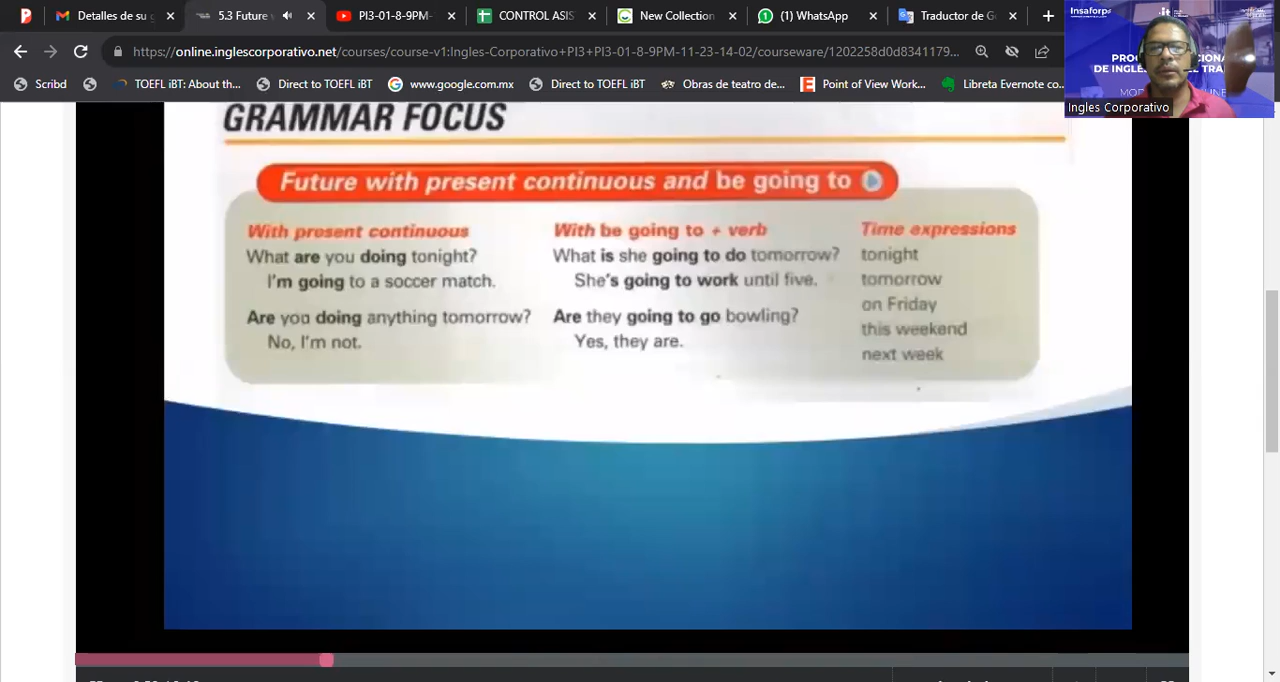 Detalles de su g
5.3 Future
PI3-01-8-9PM-
CONTROL ASIS
New Collection
(1) WhatsApp
Traductor de G
https://online.inglescorporativo.net/courses/course-v1:Ingles-Corporativo+PI3+PI3-01-8-9PM-11-23-14-02/courseware/1202258d0d8341179...
Scribd
TOEFL iBT: About th...
Direct to TOEFL iBT
www.google.com.mx
Direct to TOEFL iBT
Obras de teatro de...
Point of View Work...
Libreta Evernote co...
Insaforp
Ingles Corporativo
GRAMMAR FOCUS
Future with present continuous and be going to
With present continuous
What are you doing tonight?
I'm going to a soccer match.
Are you doing anything tomorrow?
No, I'm not.
With be going to + verb
What is she going to do tomorrow?
She's going to work until five.
Are they going to go bowling?
Yes, they are.
Time expressions
tonight
tomorrow
on Friday
this weekend
next week